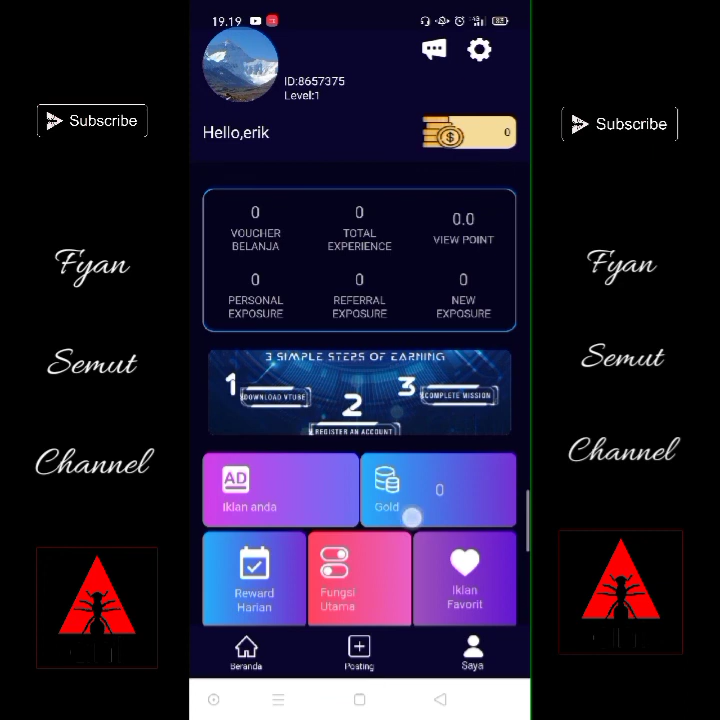 19.19
ID:8657375
Level:1
Hello,erik
0
0
VOUCHER
BELANJA
0
TOTAL
EXPERIENCE
0.0
VIEW POINT
0
PERSONAL
EXPOSURE
0
REFERRAL
EXPOSURE
0
NEW
EXPOSURE
3 SIMPLE STEPS OF EARNING
1
DOWNLOAD VTUBE
2
REGISTER AN ACCOUNT
3
COMPLETE MISSION
AD
Iklan anda
Gold
0
Reward
Harian
Fungsi
Utama
Iklan
Favorit
Beranda
Posting
Saya
Subscribe
Fyan
Semut
Channel
Subscribe
Fyan
Semut
Channel